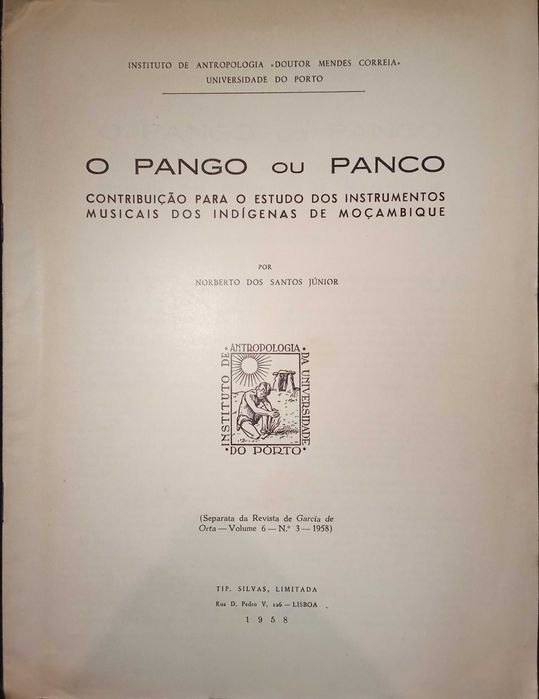 INSTITUTO DE ANTROPOLOGIA «DOUTOR MENDES CORREIA»
UNIVERSIDADE DO PORTO
O PANGO OU PANCO
CONTRIBUIÇÃO PARA O ESTUDO DOS INSTRUMENTOS
MUSICAIS DOS INDÍGENAS DE MOÇAMBIQUE
POR
NORBERTO DOS SANTOS JÚNIOR
INSTITUTO DE
• ANTROPOLOGIA •
DA UNIVERSIDADE
• DO PÔRTO •
(Separata da Revista de Garcia de
Orta — Volume 6 — N.º 3 — 1958)
TIP. SILVAS, LIMITADA
Rua D. Pedro V, 126 — LISBOA
1958